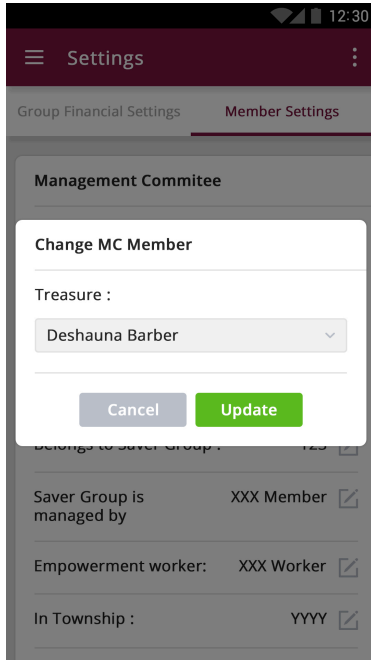 12:30
Settings
Group Financial Settings Member Settings
Management Commitee
Change MC Member
Treasure :
Deshauna Barber
Cancel Update
Belongs to Saver Group : 123
Saver Group is XXX Member
managed by
Empowerment worker: XXX Worker
In Township : YYYY